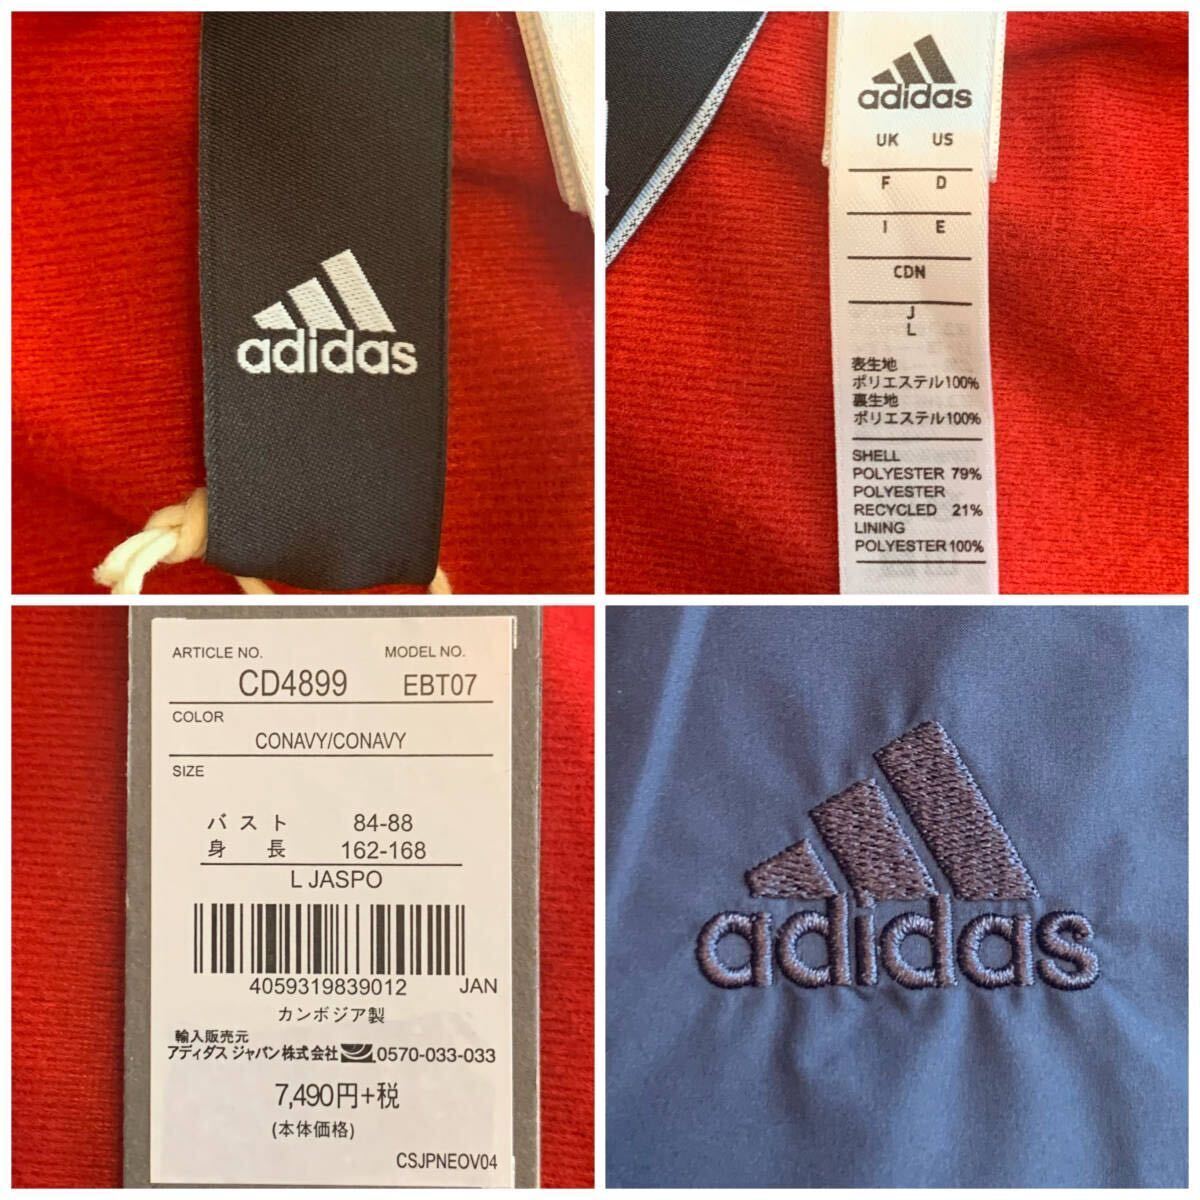 adidas
adidas
UK US
F D
I E
CDN
J
L
表生地
ポリエステル100%
裏生地
ポリエステル100%
SHELL
POLYESTER 79%
POLYESTER
RECYCLED 21%
LINING
POLYESTER 100%
ARTICLE NO. MODEL NO.
CD4899 EBT07
COLOR
CONAVY/CONAVY
SIZE
バスト 84-88
身長 162-168
L JASPO
4059319839012 JAN
カンボジア製
輸入販売元
アディダス ジャパン株式会社 0570-033-033
7,490円+税
(本体価格)
CSJPNEOV04
adidas